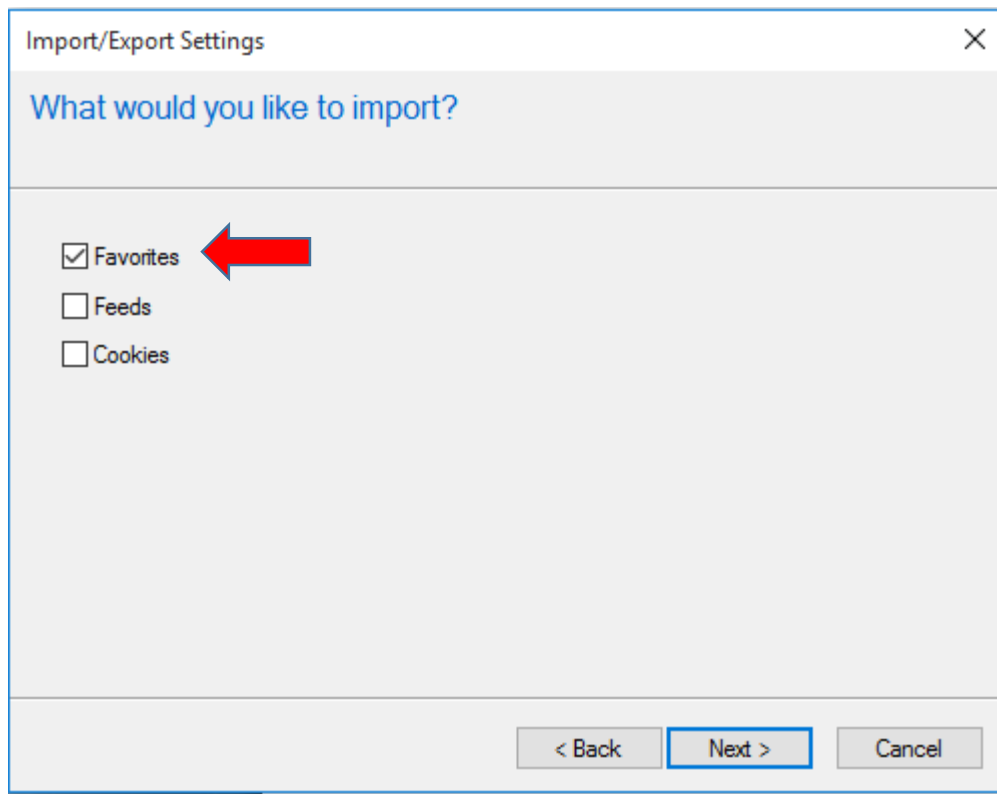 Import/Export Settings
What would you like to import?
Favorites
Feeds
Cookies
< Back Next > Cancel